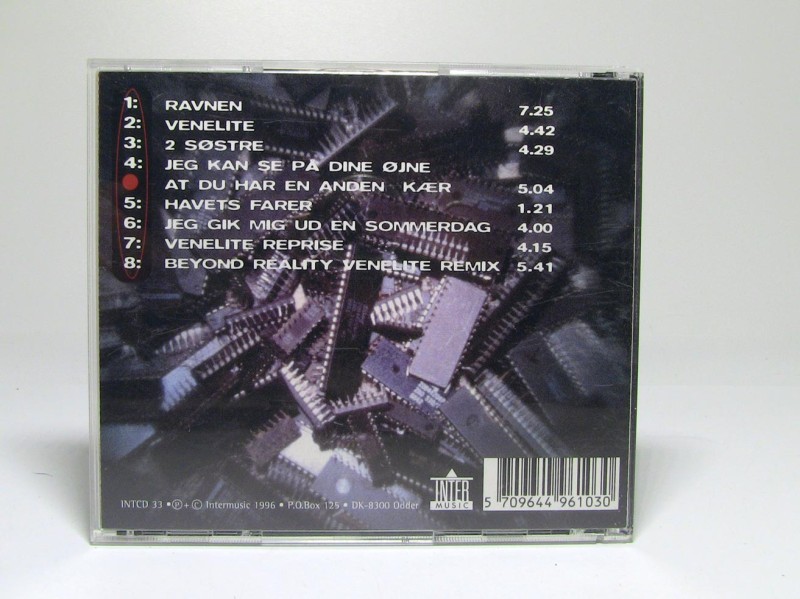 1: RAVNEN 7.25
2: VENELITE 4.42
3: 2 SØSTRE 4.29
4: JEG KAN SE PÅ DINE ØJNE
AT DU HAR EN ANDEN KÆR 5.04
5: HAVETS FARER 1.21
6: JEG GIK MIG UD EN SOMMERDAG 4.00
7: VENELITE REPRISE 4.15
8: BEYOND REALITY VENELITE REMIX 5.41
INTCD 33 • ℗ + © Intermusic 1996 • P.O.Box 125 • DK-8300 Odder
INTER
MUSIC
5 709644 961030